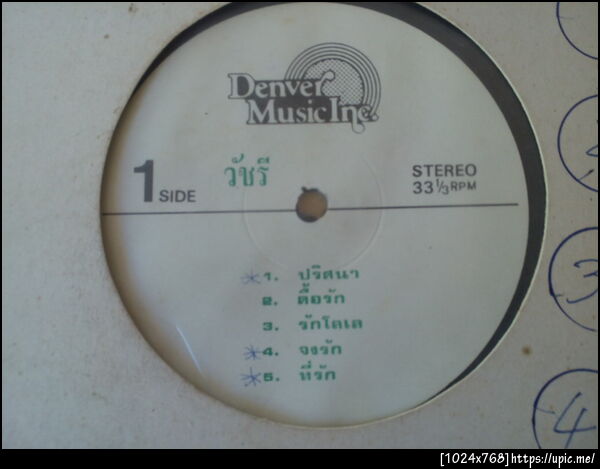 Denver
Music Inc.
1 SIDE
วัชรี
STEREO
33 1/3 RPM
*1. ปริศนา
2. ดื้อรัก
3. รักโลเล
*4. จงรัก
*5. ที่รัก
3
4
[1024x768]https://upic.me/